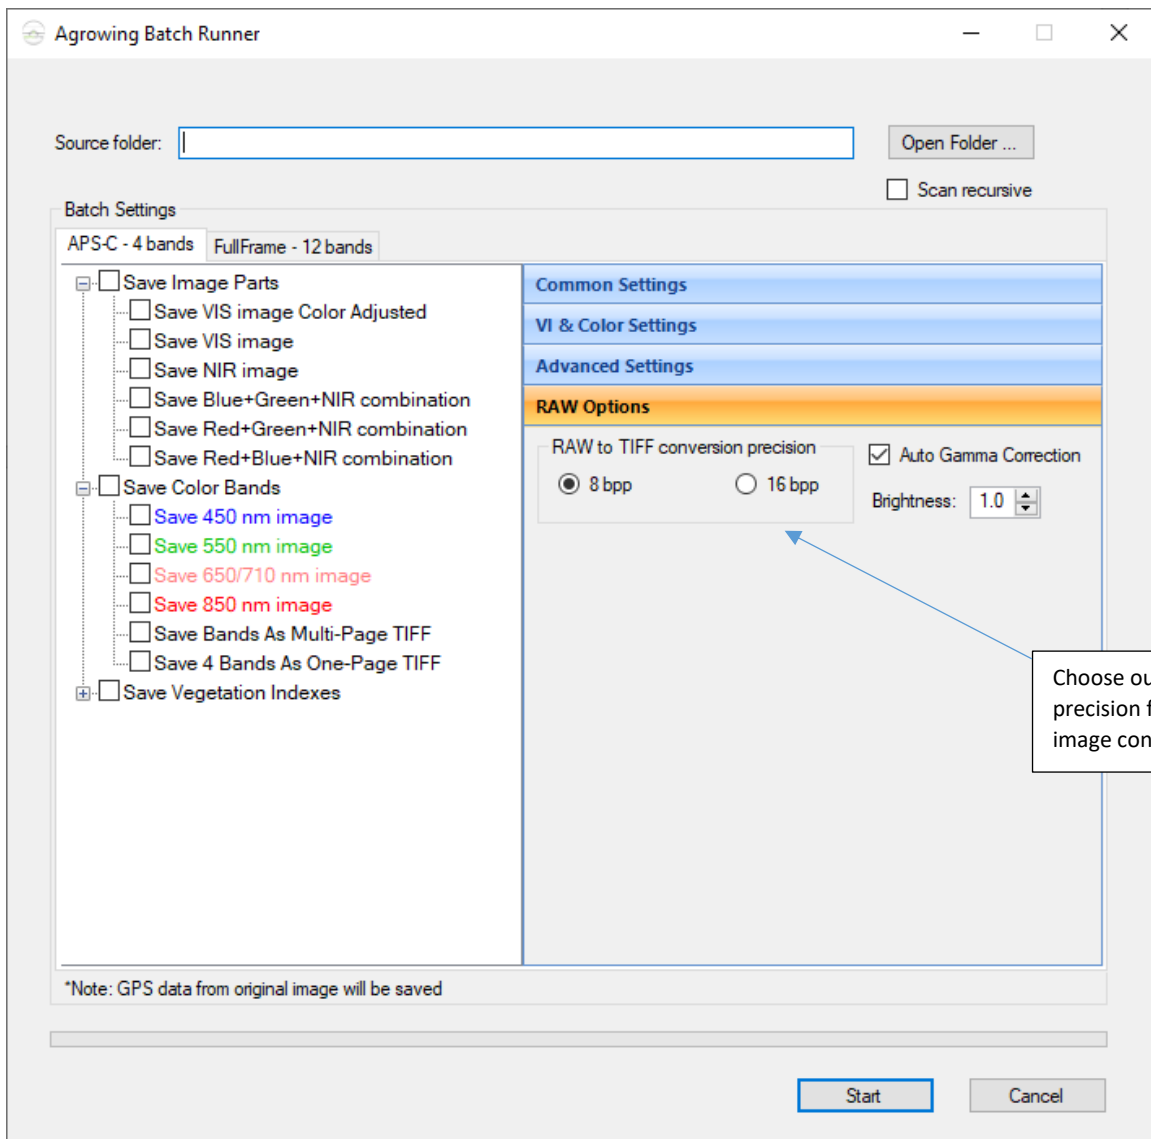 Agrowing Batch Runner
Source folder:
Open Folder ...
Scan recursive
Batch Settings
APS-C - 4 bands
FullFrame - 12 bands
Save Image Parts
Save VIS image Color Adjusted
Save VIS image
Save NIR image
Save Blue+Green+NIR combination
Save Red+Green+NIR combination
Save Red+Blue+NIR combination
Save Color Bands
Save 450 nm image
Save 550 nm image
Save 650/710 nm image
Save 850 nm image
Save Bands As Multi-Page TIFF
Save 4 Bands As One-Page TIFF
Save Vegetation Indexes
Common Settings
VI & Color Settings
Advanced Settings
RAW Options
RAW to TIFF conversion precision
8 bpp
16 bpp
Auto Gamma Correction
Brightness: 1.0
Choose
precision
image
*Note: GPS data from original image will be saved
Start
Cancel